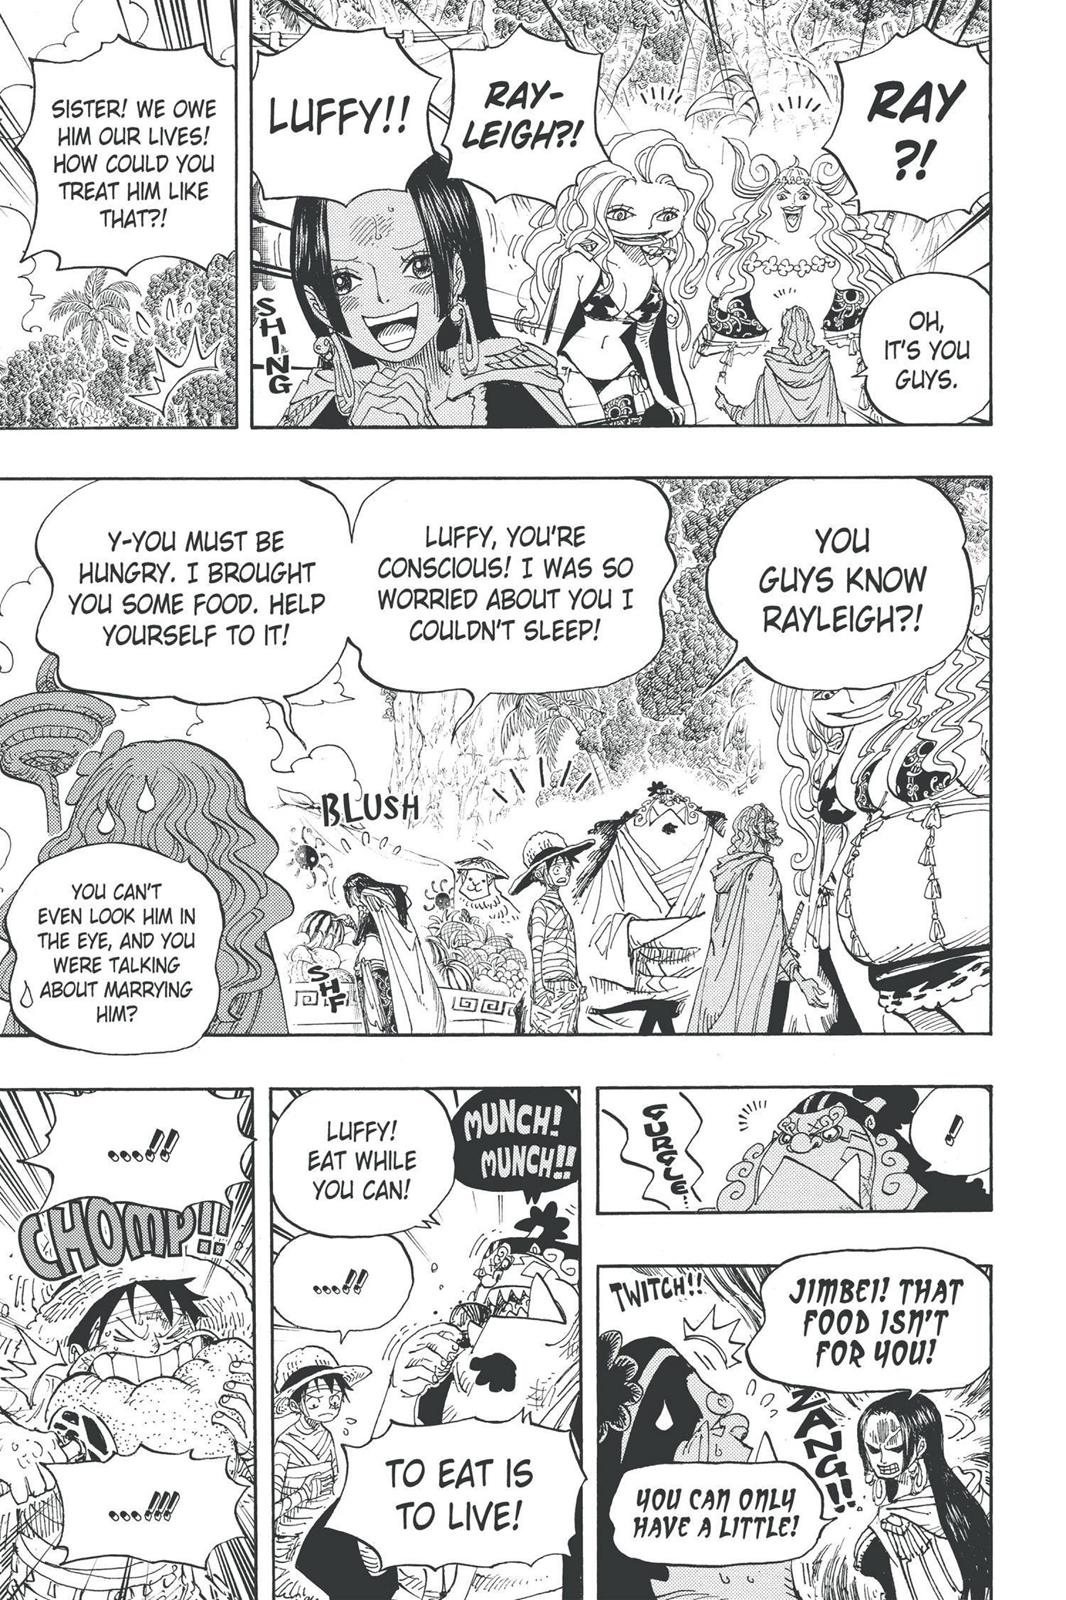 RAY
?!
RAY-
LEIGH?!
LUFFY!!
OH,
IT'S YOU
GUYS.
SHING
SISTER! WE OWE
HIM OUR LIVES!
HOW COULD YOU
TREAT HIM LIKE
THAT?!
YOU
GUYS KNOW
RAYLEIGH?!
LUFFY, YOU'RE
CONSCIOUS! I WAS SO
WORRIED ABOUT YOU I
COULDN'T SLEEP!
Y-YOU MUST BE
HUNGRY. I BROUGHT
YOU SOME FOOD. HELP
YOURSELF TO IT!
BLUSH
SHF
YOU CAN'T
EVEN LOOK HIM IN
THE EYE, AND YOU
WERE TALKING
ABOUT MARRYING
HIM?
!
GURGLE...
JIMBEI! THAT
FOOD ISN'T
FOR YOU!
TWITCH!!
ZANG!!
YOU CAN ONLY
HAVE A LITTLE!
MUNCH!
MUNCH!!
LUFFY!
EAT WHILE
YOU CAN!
...!!
TO EAT IS
TO LIVE!
...!!
CHOMP!!
...!!!